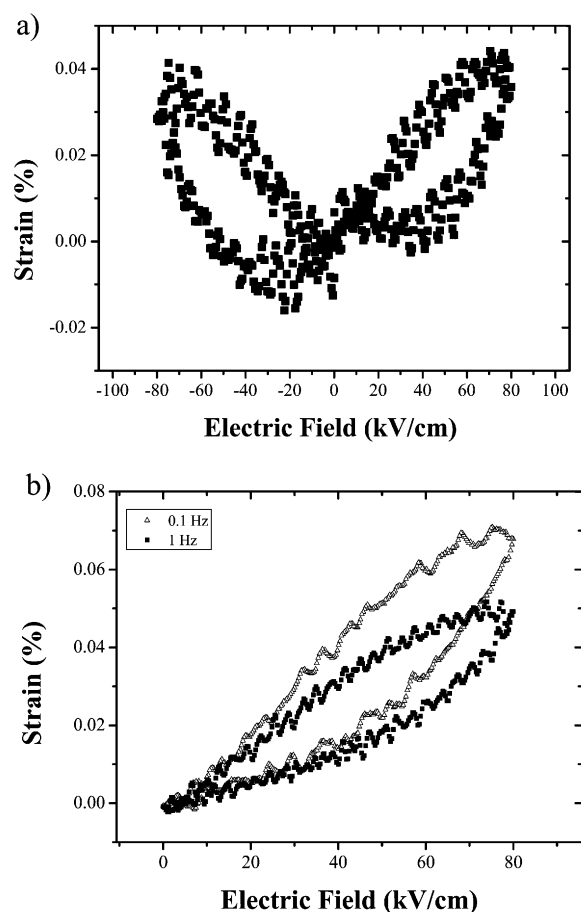 a)
0.04
0.02
0.00
-0.02
Strain (%)
-100 -80 -60 -40 -20 0 20 40 60 80 100
Electric Field (kV/cm)
b)
0.08
0.06
0.04
0.02
0.00
0.1 Hz
1 Hz
Strain (%)
0 20 40 60 80
Electric Field (kV/cm)